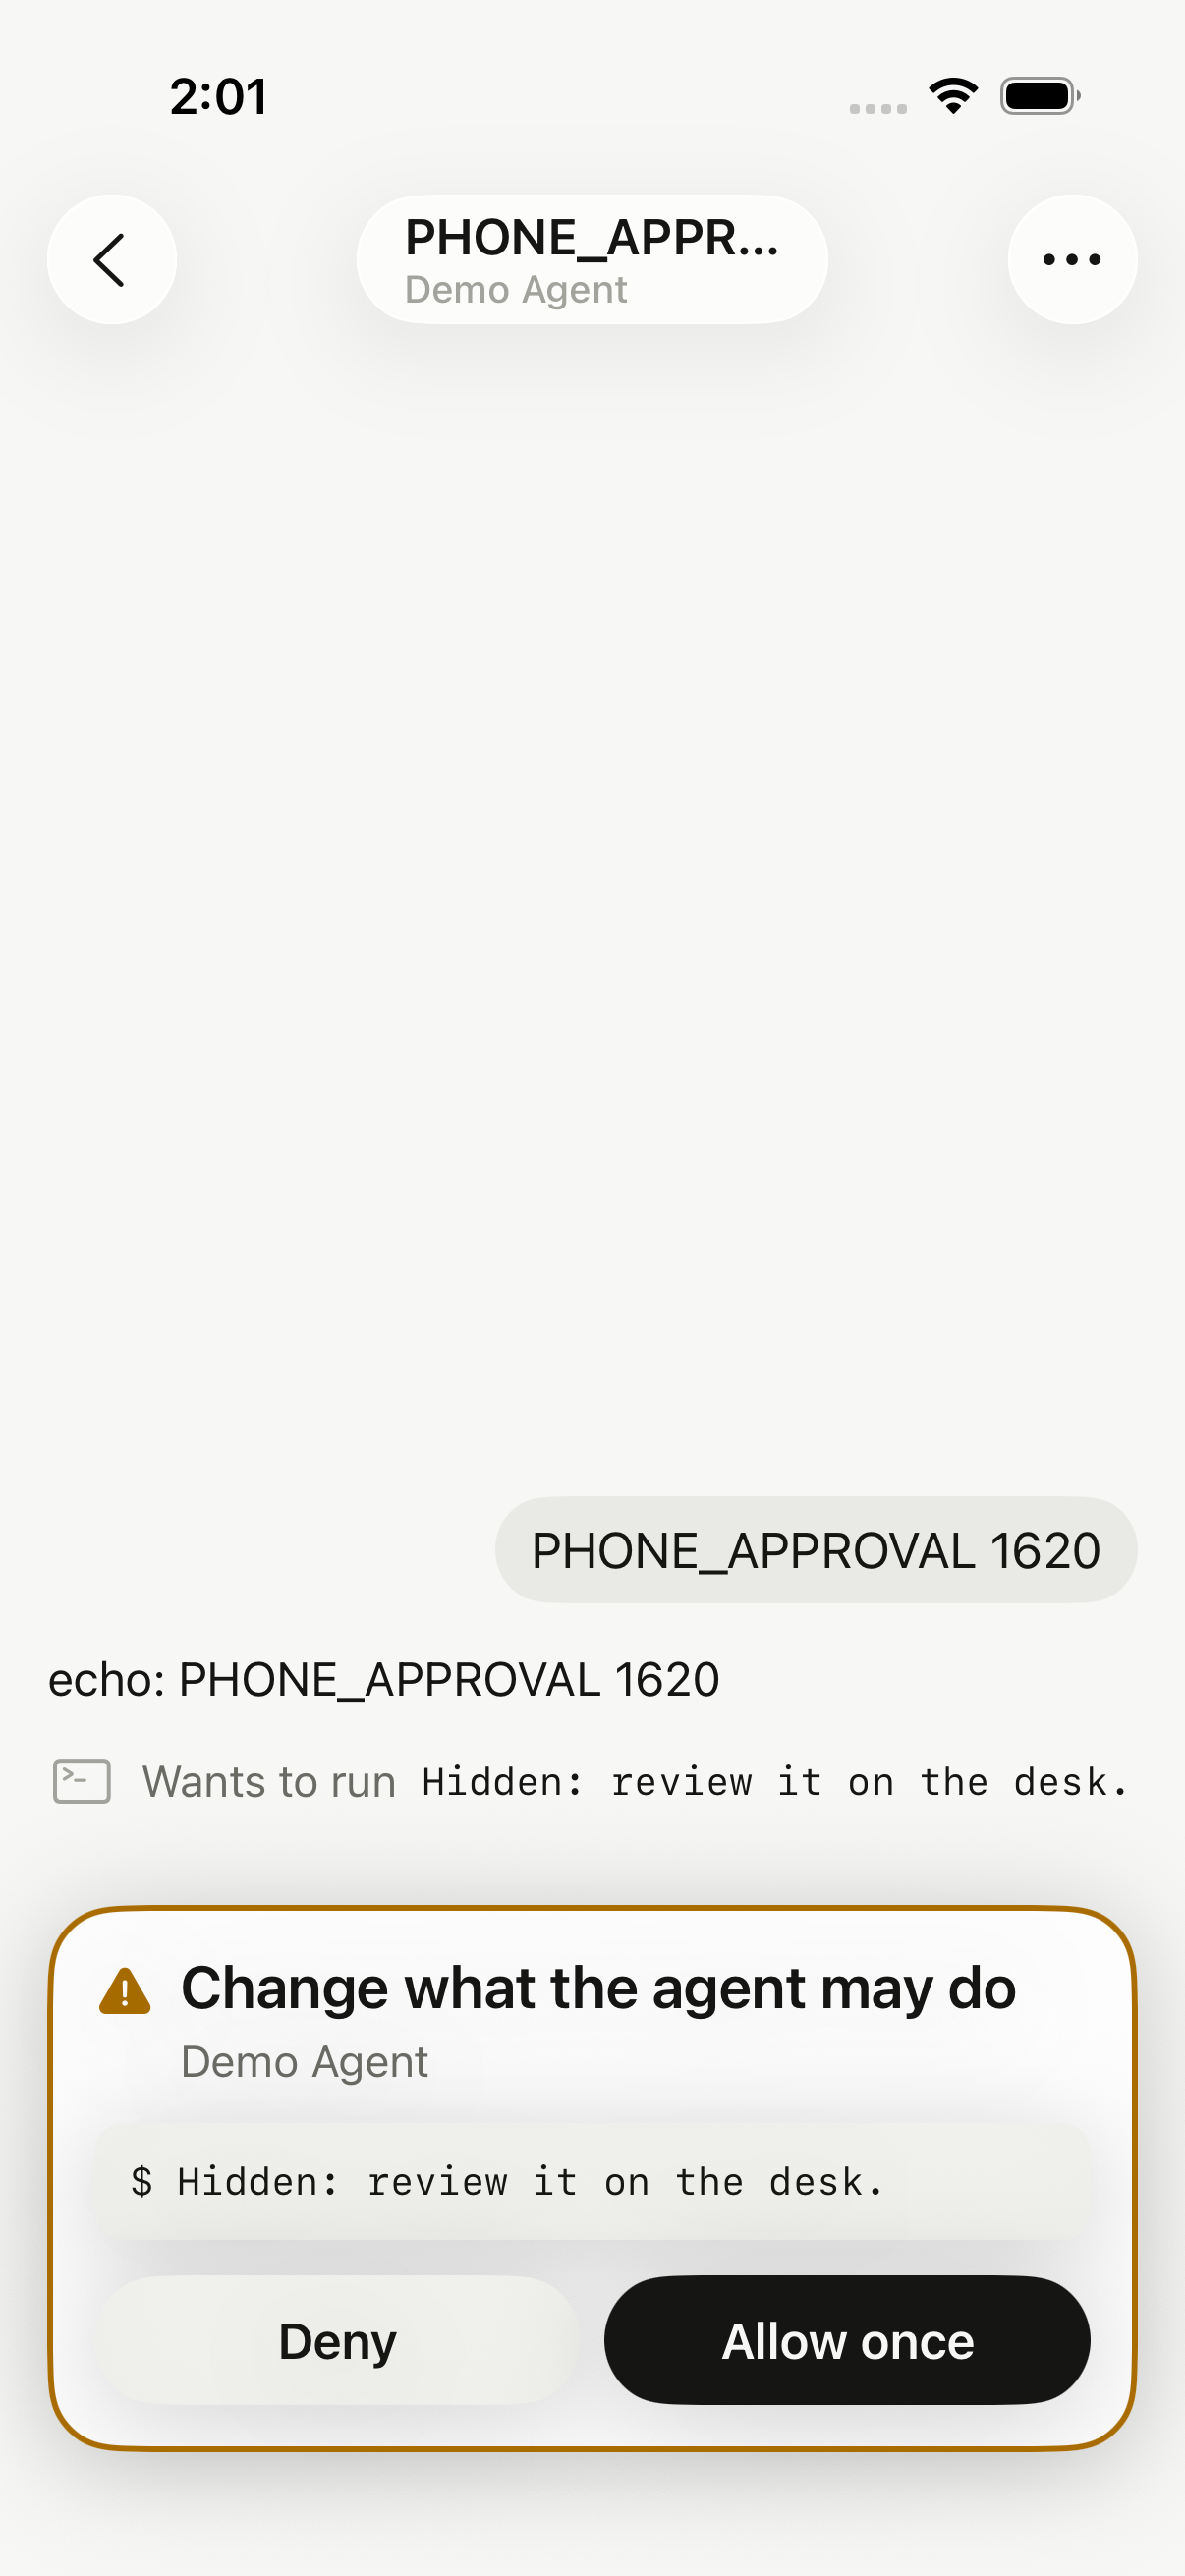 2:01
PHONE_APPR...
Demo Agent
PHONE_APPROVAL 1620
echo: PHONE_APPROVAL 1620
Wants to run Hidden: review it on the desk.
Change what the agent may do
Demo Agent
$ Hidden: review it on the desk.
Deny
Allow once